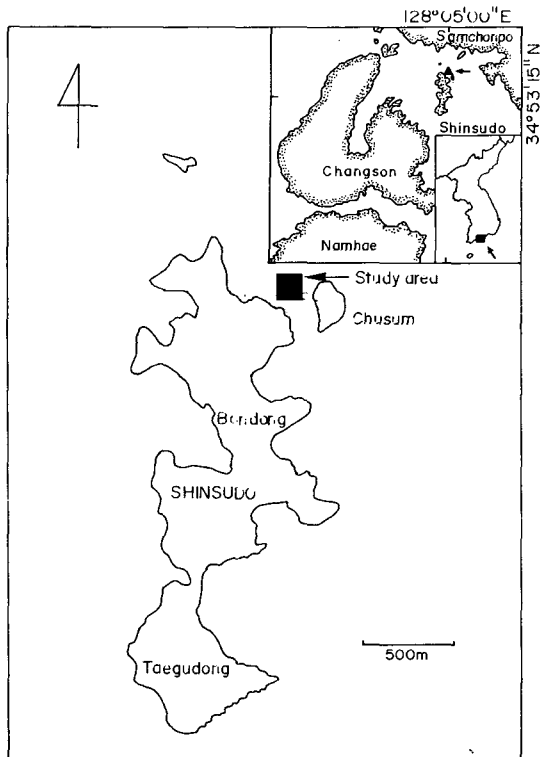 128°05'00"E
Samchonpo
34°53'15"N
Shinsudo
Changson
Namhae
Study area
Chusum
Bondong
SHINSUDO
500m
Taegudong